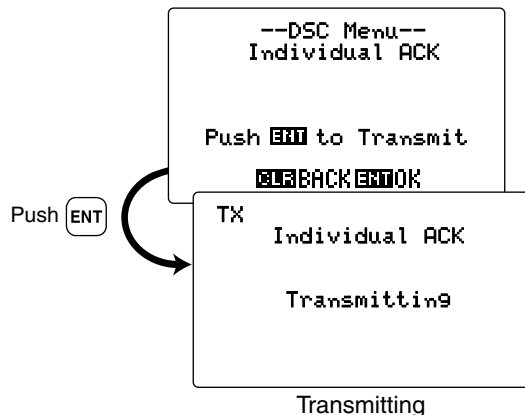 --DSC Menu--
Individual ACK
Push ENT to Transmit
CLR BACK ENT OK
Push ENT
TX
Individual ACK
Transmitting
Transmitting